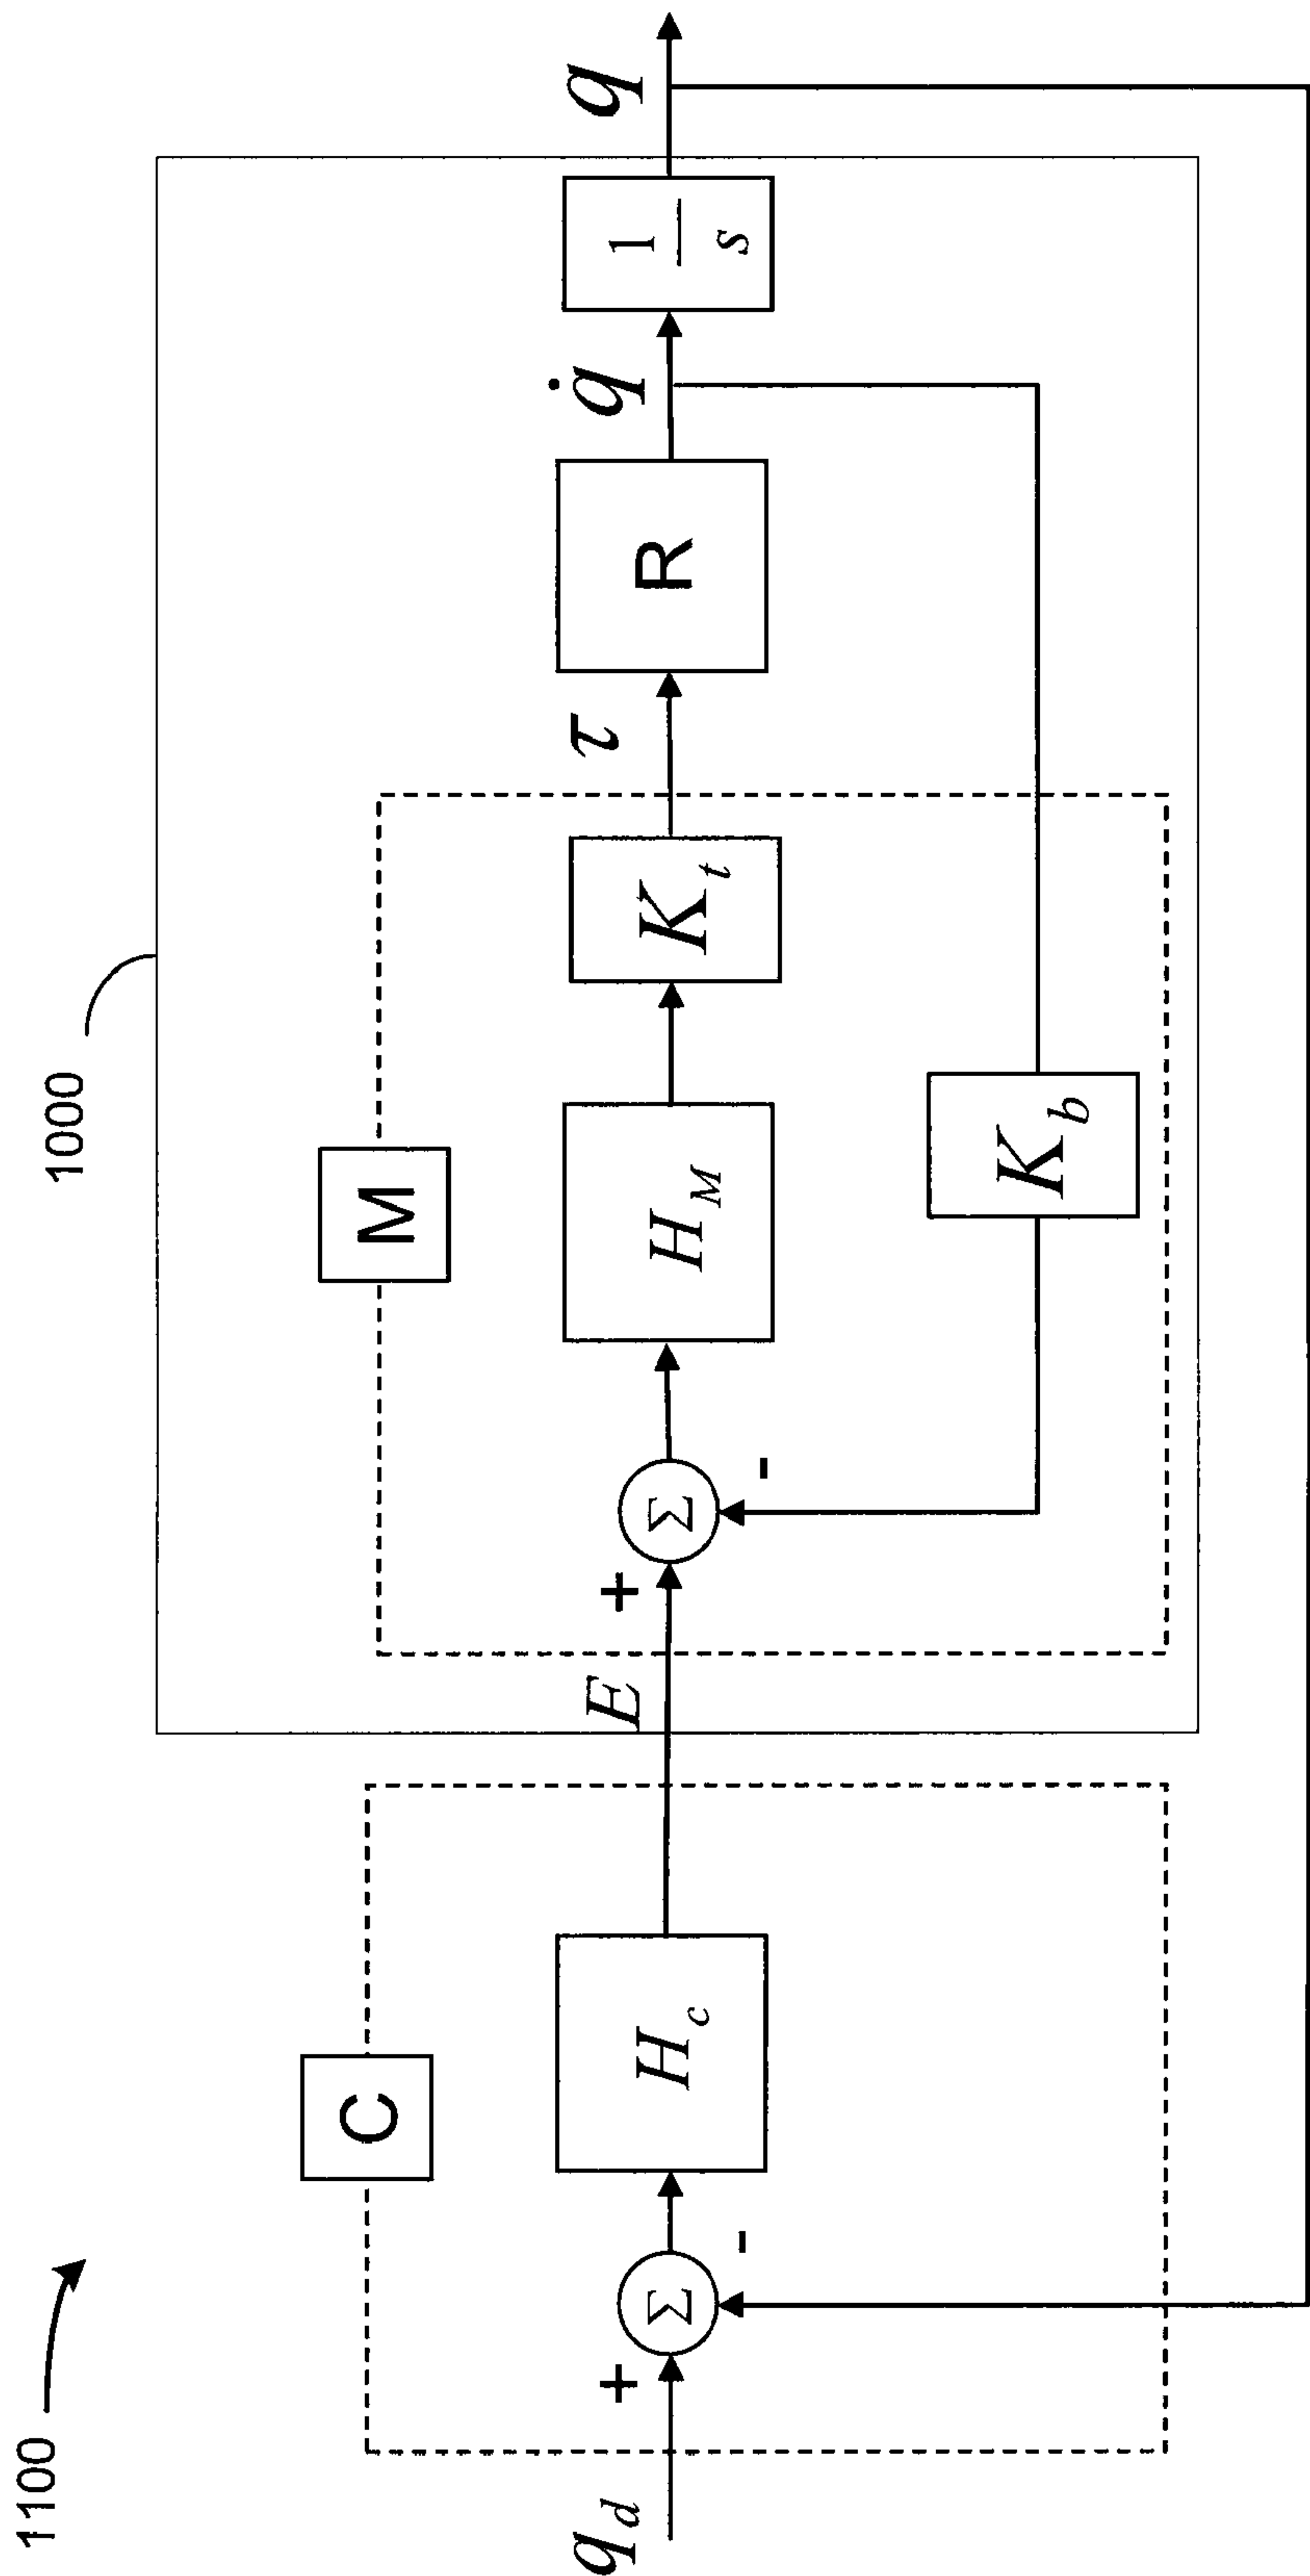 1100
1000
C
M
q_d
+
Σ
-
H_c
E
+
Σ
-
H_M
K_t
τ
R
q̇
1/s
q
K_b